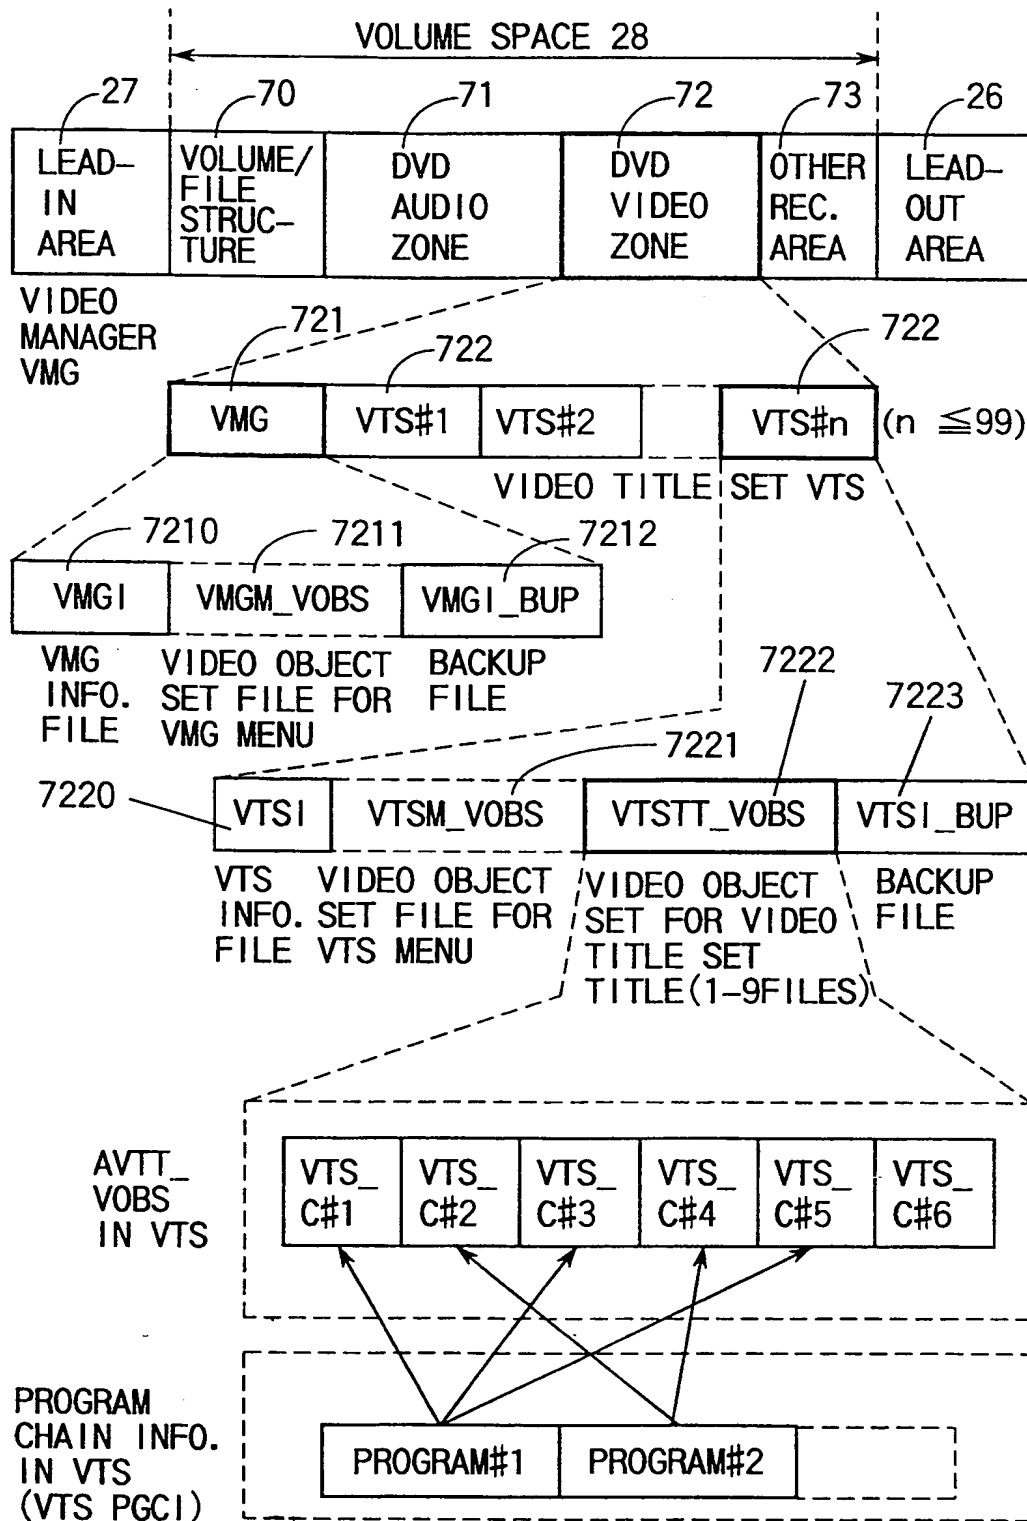 VOLUME SPACE 28
27 70 71 72 73 26
LEAD-
IN
AREA
VOLUME/
FILE
STRUC-
TURE
DVD
AUDIO
ZONE
DVD
VIDEO
ZONE
OTHER
REC.
AREA
LEAD-
OUT
AREA
VIDEO
MANAGER
VMG
721 722 722
VMG VTS#1 VTS#2 VTS#n (n ≦99)
VIDEO TITLE SET VTS
7210 7211 7212
VMGI VMGM_VOBS VMGI_BUP
VMG
INFO.
FILE
VIDEO OBJECT
SET FILE FOR
VMG MENU
BACKUP
FILE
7222
7223
7221
7220
VTSI VTSM_VOBS VTSTT_VOBS VTSI_BUP
VTS
INFO.
FILE
VIDEO OBJECT
SET FILE FOR
VTS MENU
VIDEO OBJECT
SET FOR VIDEO
TITLE SET
TITLE(1-9FILES)
BACKUP
FILE
AVTT_
VOBS
IN VTS
VTS_
C#1
VTS_
C#2
VTS_
C#3
VTS_
C#4
VTS_
C#5
VTS_
C#6
PROGRAM
CHAIN INFO.
IN VTS
(VTS PGCI)
PROGRAM#1 PROGRAM#2